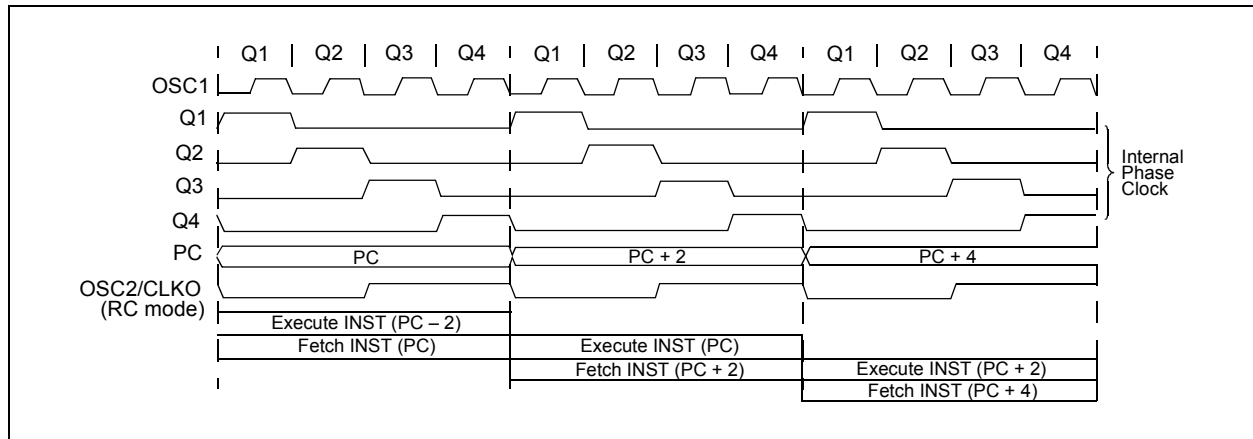 Q1 Q2 Q3 Q4 Q1 Q2 Q3 Q4 Q1 Q2 Q3 Q4
OSC1
Q1
Q2
Q3
Q4
Internal
Phase
Clock
PC PC PC + 2 PC + 4
OSC2/CLKO
(RC mode)
Execute INST (PC – 2)
Fetch INST (PC) Execute INST (PC)
Fetch INST (PC + 2) Execute INST (PC + 2)
Fetch INST (PC + 4)